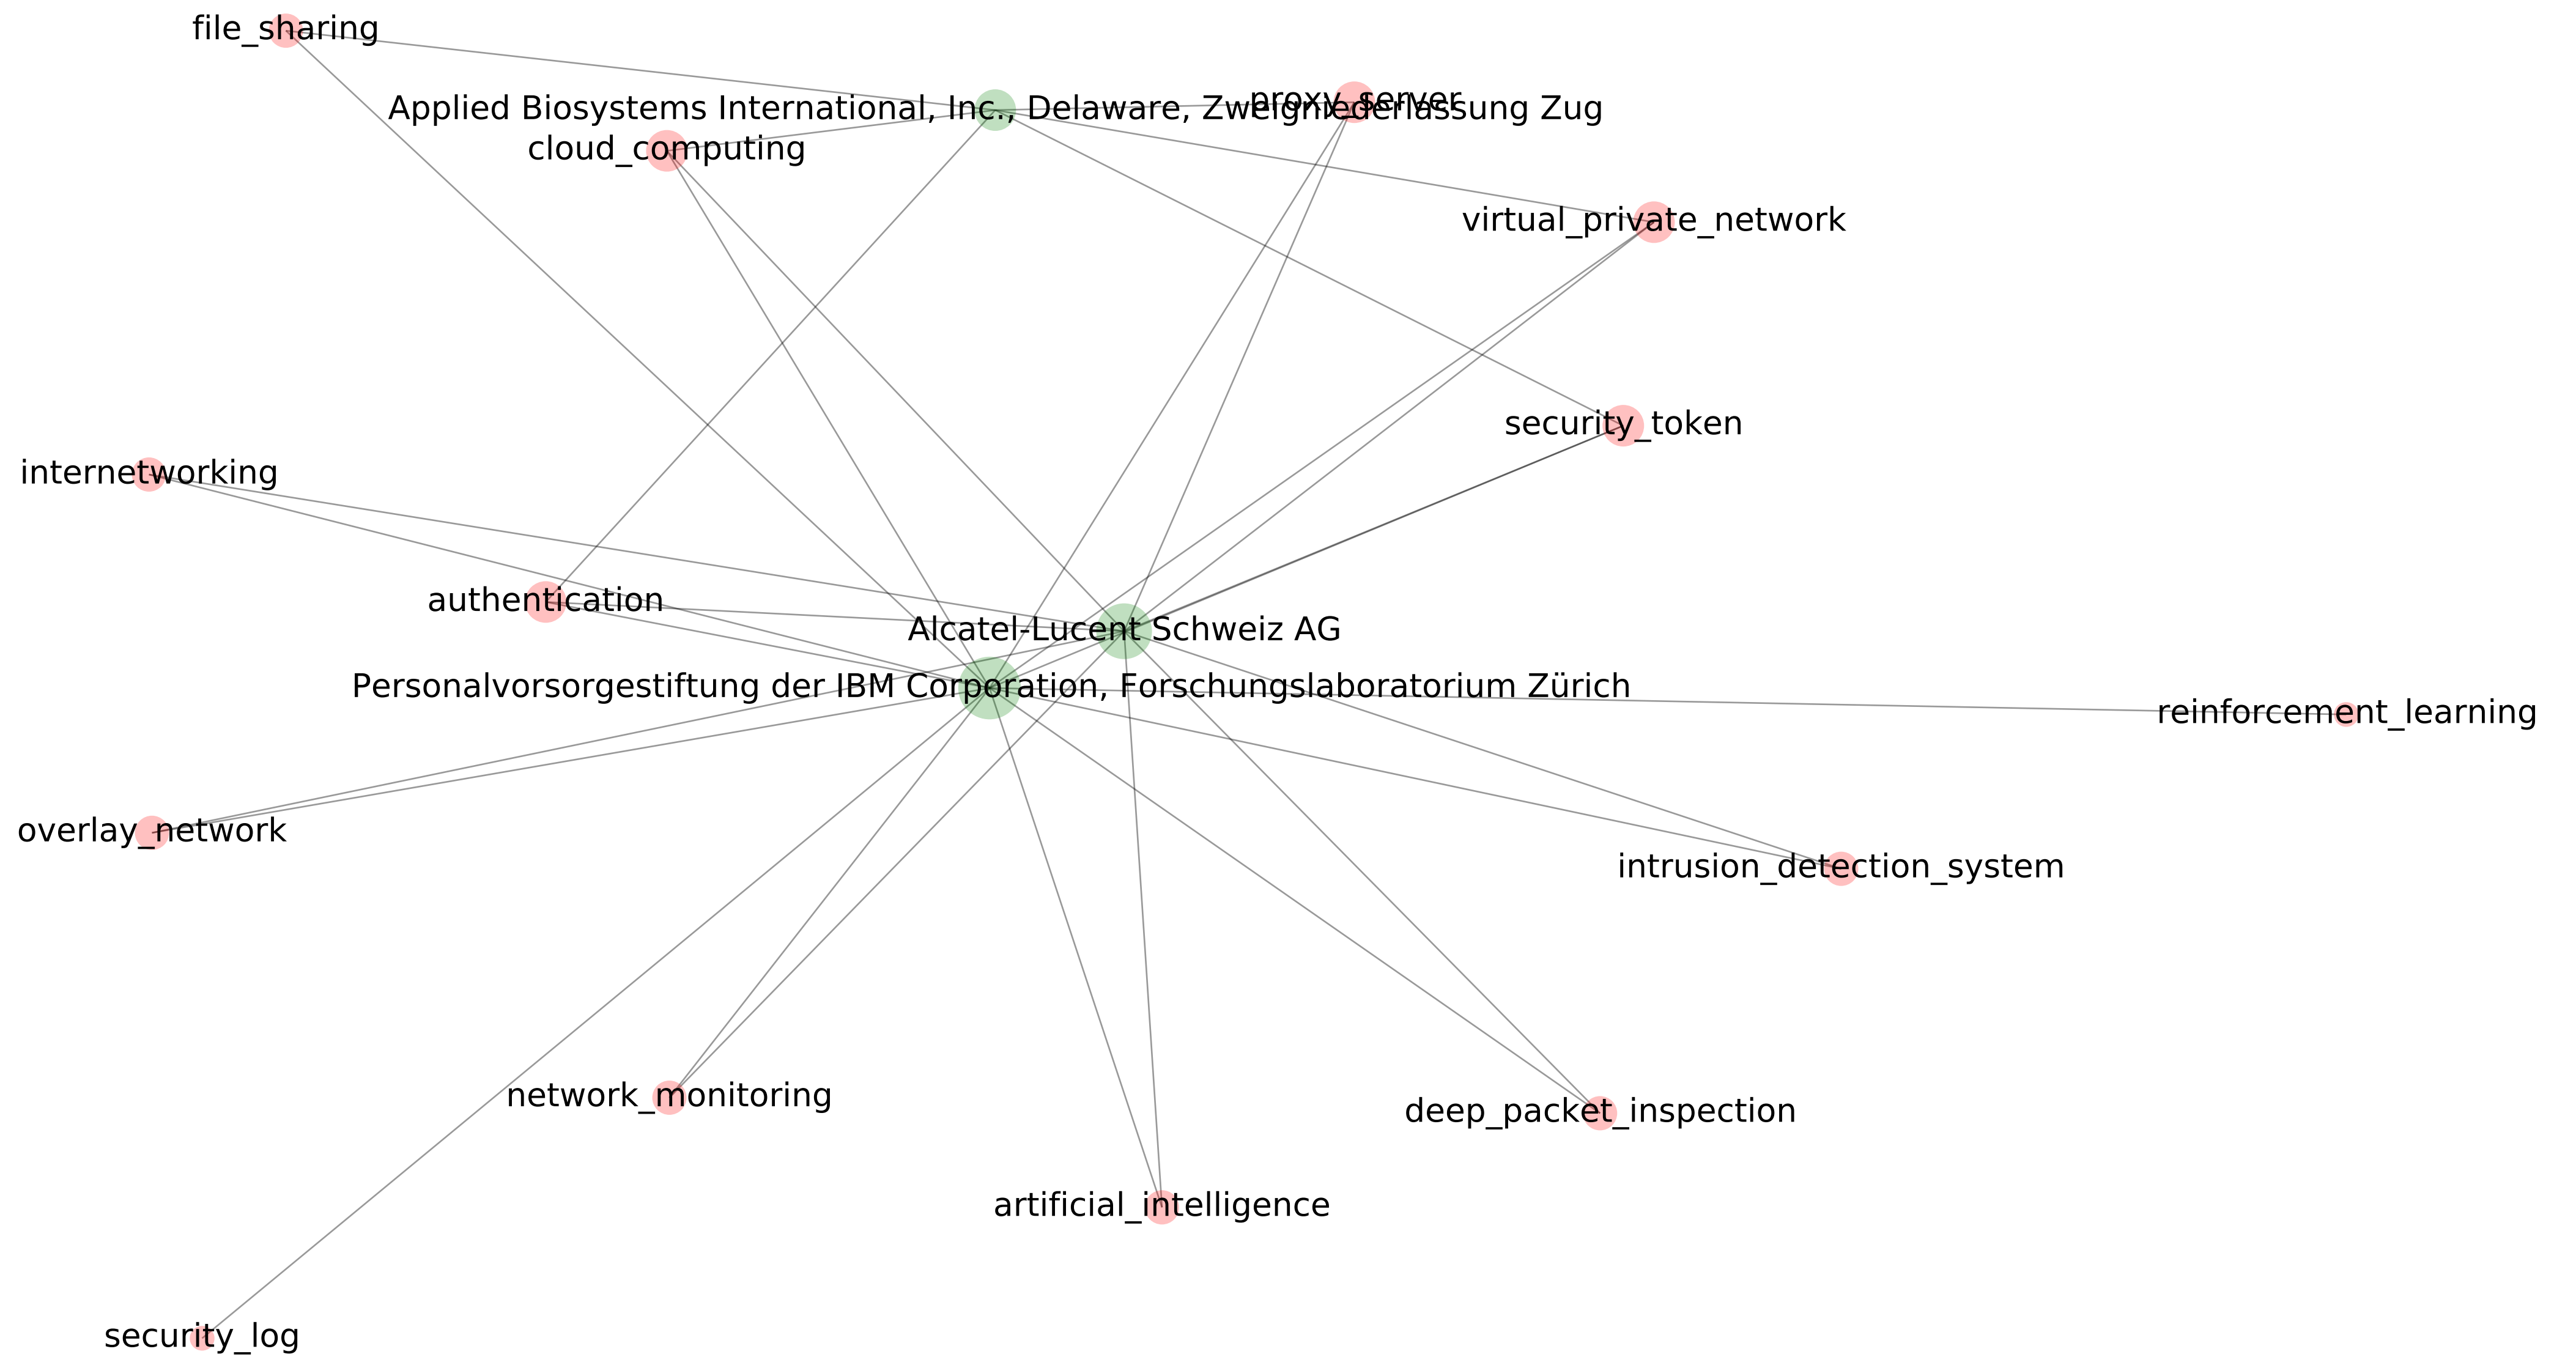 file_sharing
proxy_server
Applied Biosystems International, Inc., Delaware, Zweigniederlassung Zug
cloud_computing
virtual_private_network
security_token
internetworking
authentication
Alcatel-Lucent Schweiz AG
Personalvorsorgestiftung der IBM Corporation, Forschungslaboratorium Zürich
reinforcement_learning
overlay_network
intrusion_detection_system
network_monitoring
deep_packet_inspection
artificial_intelligence
security_log